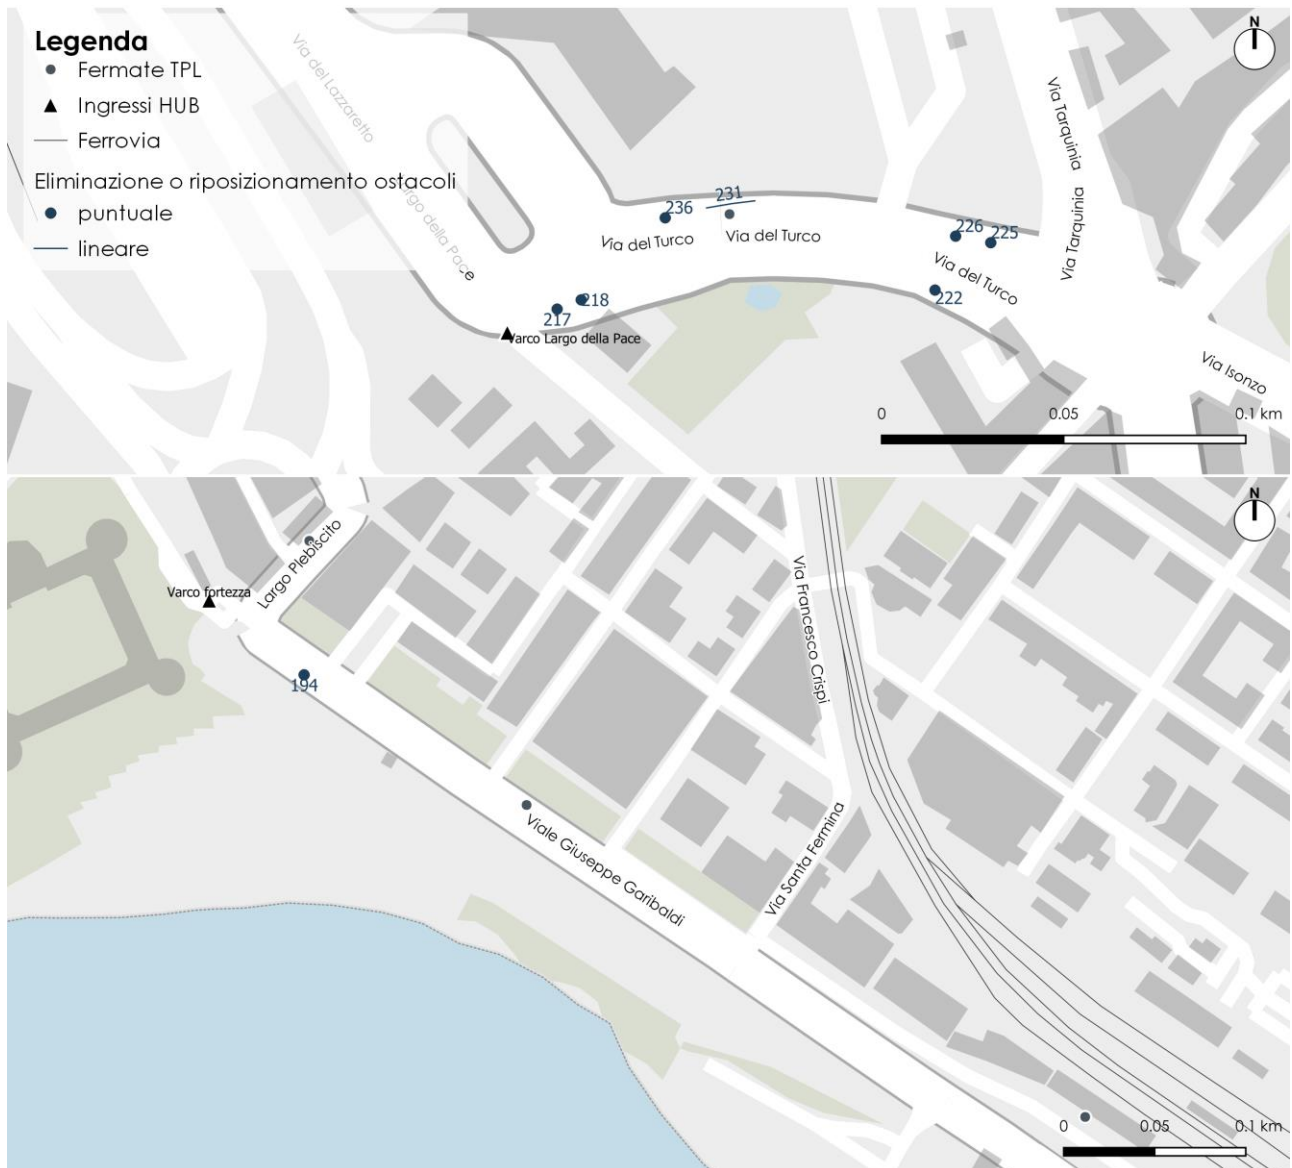 Legenda
Fermate TPL
Ingressi HUB
Ferrovia
Eliminazione o riposizionamento ostacoli
puntuale
lineare
Via del Lazzaretto
Largo della Pace
N
Via Tarquinia
Via Tarquinia
231
236
Via del Turco
Via del Turco
226
225
Via del Turco
222
218
217
Varco Largo della Pace
Via Isonzo
0
0.05
0.1 km
N
Largo Plebiscito
Varco fortezza
194
Via Francesco Crispi
Viale Giuseppe Garibaldi
Via Santa Fermina
0
0.05
0.1 km